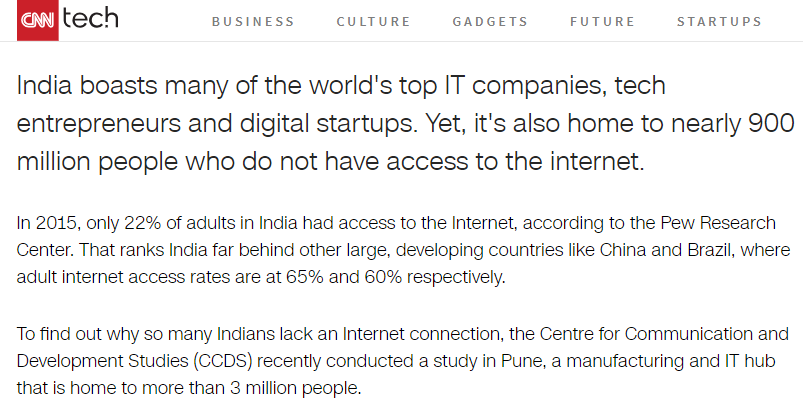 CNN tech BUSINESS CULTURE GADGETS FUTURE STARTUPS
India boasts many of the world's top IT companies, tech
entrepreneurs and digital startups. Yet, it's also home to nearly 900
million people who do not have access to the internet.
In 2015, only 22% of adults in India had access to the Internet, according to the Pew Research
Center. That ranks India far behind other large, developing countries like China and Brazil, where
adult internet access rates are at 65% and 60% respectively.
To find out why so many Indians lack an Internet connection, the Centre for Communication and
Development Studies (CCDS) recently conducted a study in Pune, a manufacturing and IT hub
that is home to more than 3 million people.